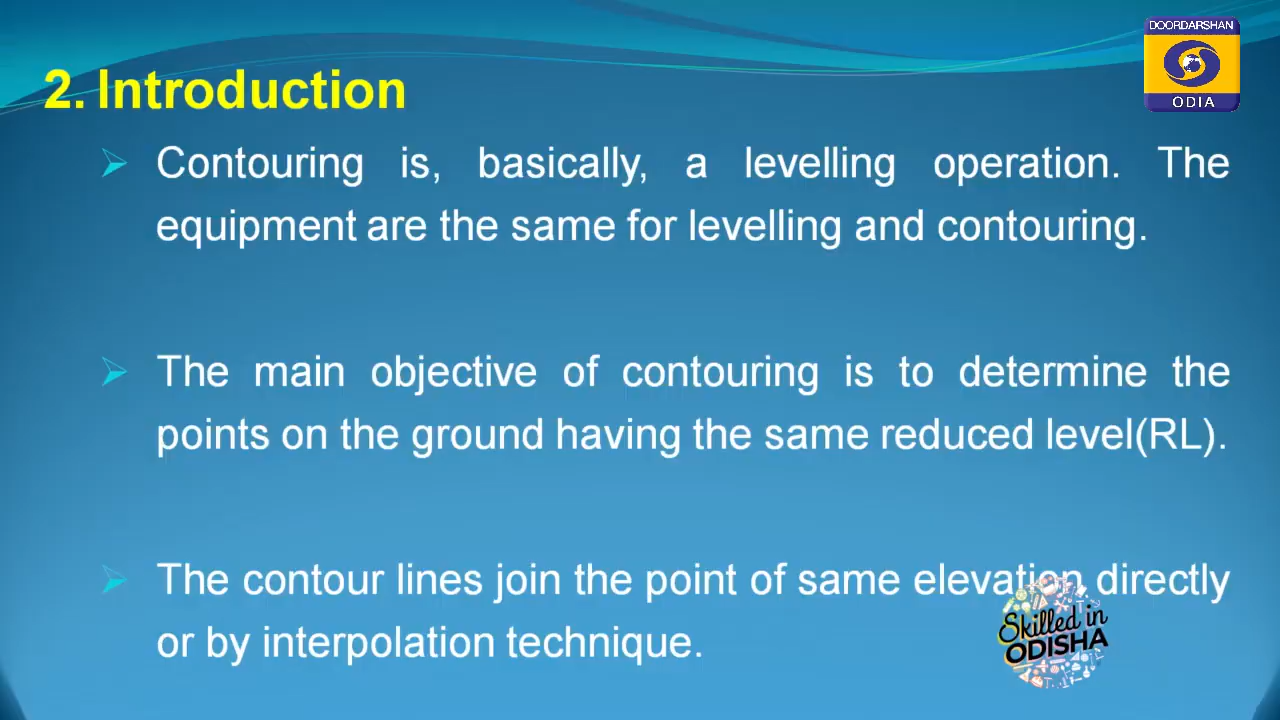 DOORDARSHAN
ODIA
2. Introduction
Contouring is, basically, a levelling operation. The
equipment are the same for levelling and contouring.
The main objective of contouring is to determine the
points on the ground having the same reduced level(RL).
The contour lines join the point of same elevation directly
or by interpolation technique.
Skilled in
ODISHA